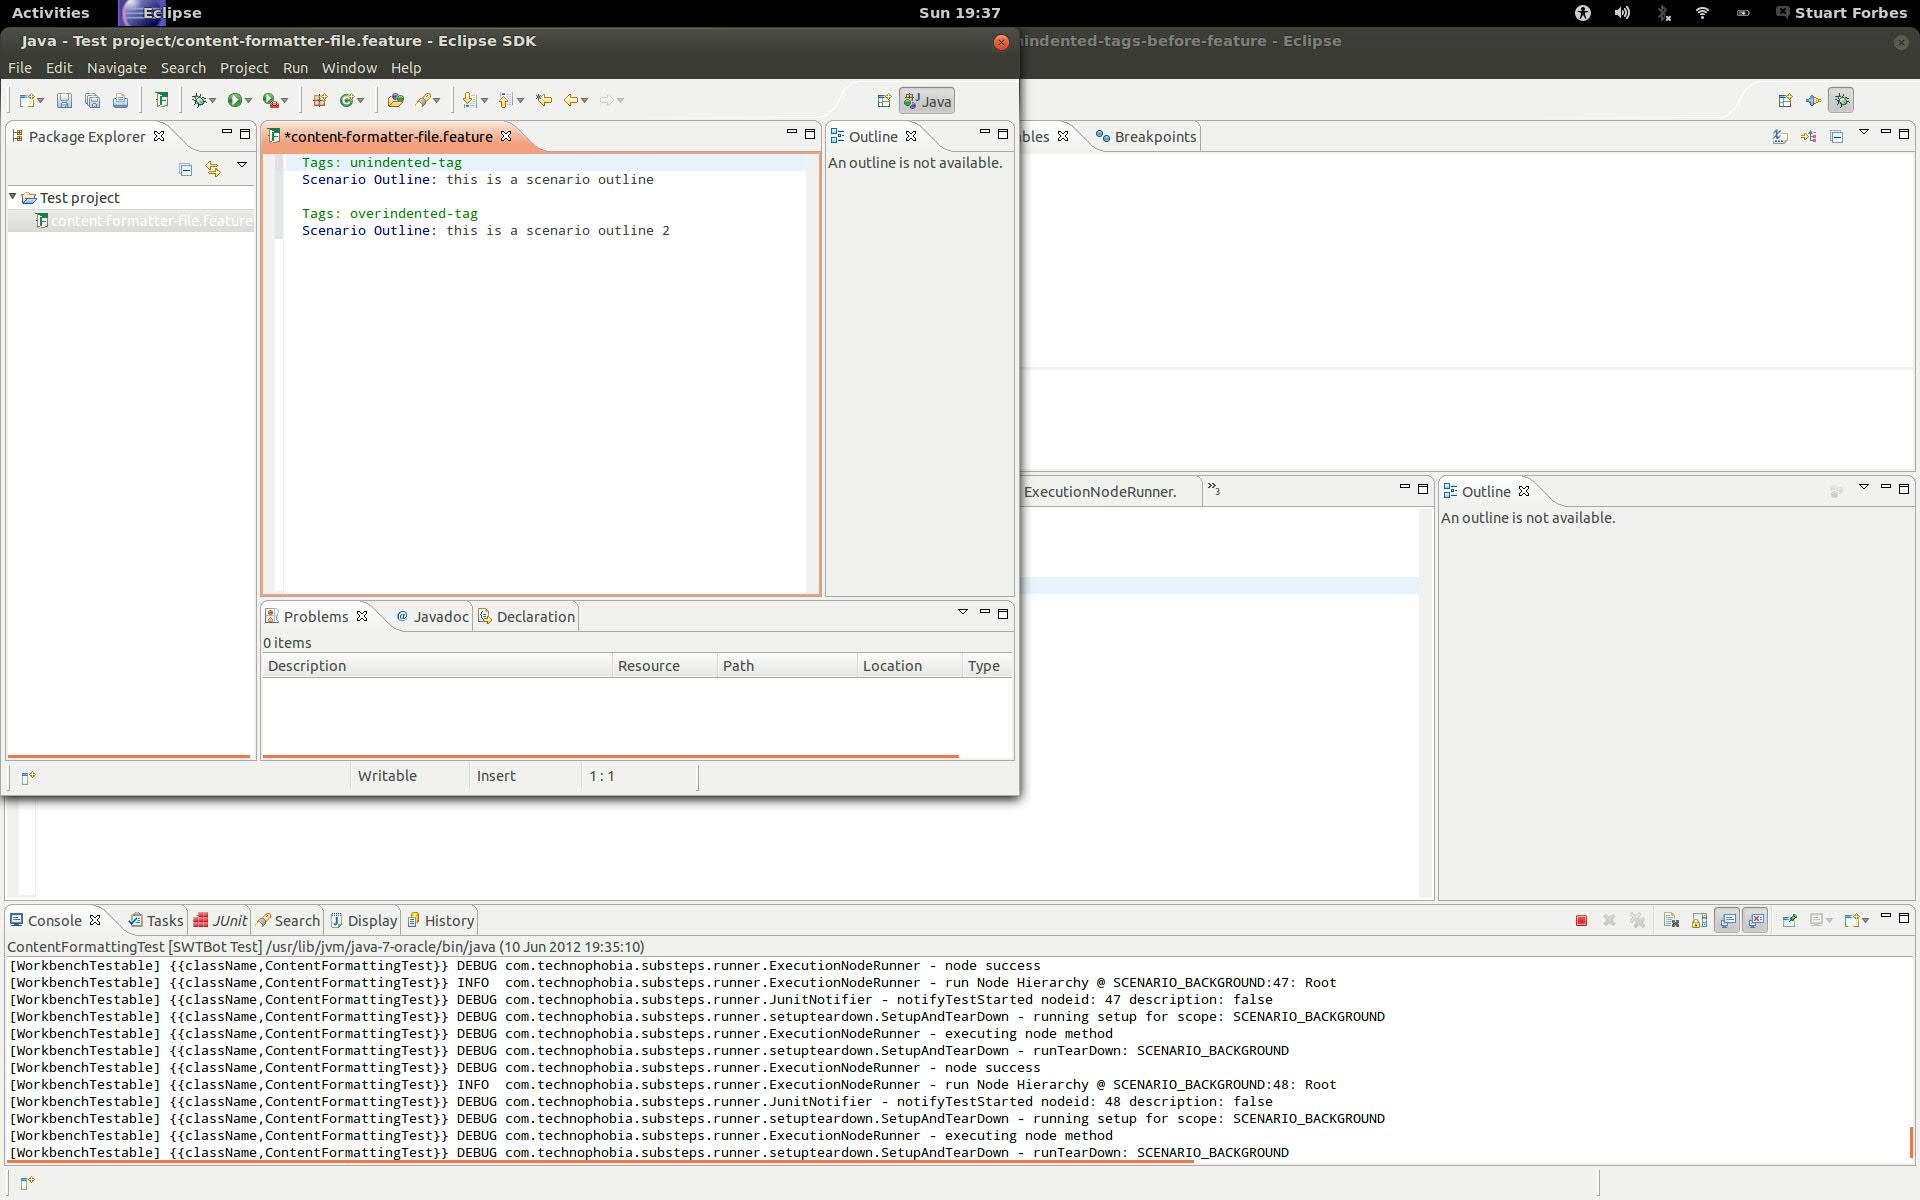 Activities
Eclipse
Sun 19:37
Stuart Forbes
Java - Test project/content-formatter-file.feature - Eclipse SDK
indented-tags-before-feature - Eclipse
File Edit Navigate Search Project Run Window Help
Java
Package Explorer
*content-formatter-file.feature
Outline
bles
Breakpoints
Tags: unindented-tag
An outline is not available.
Scenario Outline: this is a scenario outline
Test project
Tags: overindented-tag
content-formatter-file.feature
Scenario Outline: this is a scenario outline 2
ExecutionNodeRunner.
»3
Outline
An outline is not available.
Problems
@ Javadoc
Declaration
0 items
Description Resource Path Location Type
Writable Insert 1 : 1
Console Tasks JUnit Search Display History
ContentFormattingTest [SWTBot Test] /usr/lib/jvm/java-7-oracle/bin/java (10 Jun 2012 19:35:10)
[WorkbenchTestable] {{className,ContentFormattingTest}} DEBUG com.technophobia.substeps.runner.ExecutionNodeRunner - node success
[WorkbenchTestable] {{className,ContentFormattingTest}} INFO  com.technophobia.substeps.runner.ExecutionNodeRunner - run Node Hierarchy @ SCENARIO_BACKGROUND:47: Root
[WorkbenchTestable] {{className,ContentFormattingTest}} DEBUG com.technophobia.substeps.runner.JunitNotifier - notifyTestStarted nodeid: 47 description: false
[WorkbenchTestable] {{className,ContentFormattingTest}} DEBUG com.technophobia.substeps.runner.setupteardown.SetupAndTearDown - running setup for scope: SCENARIO_BACKGROUND
[WorkbenchTestable] {{className,ContentFormattingTest}} DEBUG com.technophobia.substeps.runner.ExecutionNodeRunner - executing node method
[WorkbenchTestable] {{className,ContentFormattingTest}} DEBUG com.technophobia.substeps.runner.setupteardown.SetupAndTearDown - runTearDown: SCENARIO_BACKGROUND
[WorkbenchTestable] {{className,ContentFormattingTest}} DEBUG com.technophobia.substeps.runner.ExecutionNodeRunner - node success
[WorkbenchTestable] {{className,ContentFormattingTest}} INFO  com.technophobia.substeps.runner.ExecutionNodeRunner - run Node Hierarchy @ SCENARIO_BACKGROUND:48: Root
[WorkbenchTestable] {{className,ContentFormattingTest}} DEBUG com.technophobia.substeps.runner.JunitNotifier - notifyTestStarted nodeid: 48 description: false
[WorkbenchTestable] {{className,ContentFormattingTest}} DEBUG com.technophobia.substeps.runner.setupteardown.SetupAndTearDown - running setup for scope: SCENARIO_BACKGROUND
[WorkbenchTestable] {{className,ContentFormattingTest}} DEBUG com.technophobia.substeps.runner.ExecutionNodeRunner - executing node method
[WorkbenchTestable] {{className,ContentFormattingTest}} DEBUG com.technophobia.substeps.runner.setupteardown.SetupAndTearDown - runTearDown: SCENARIO_BACKGROUND